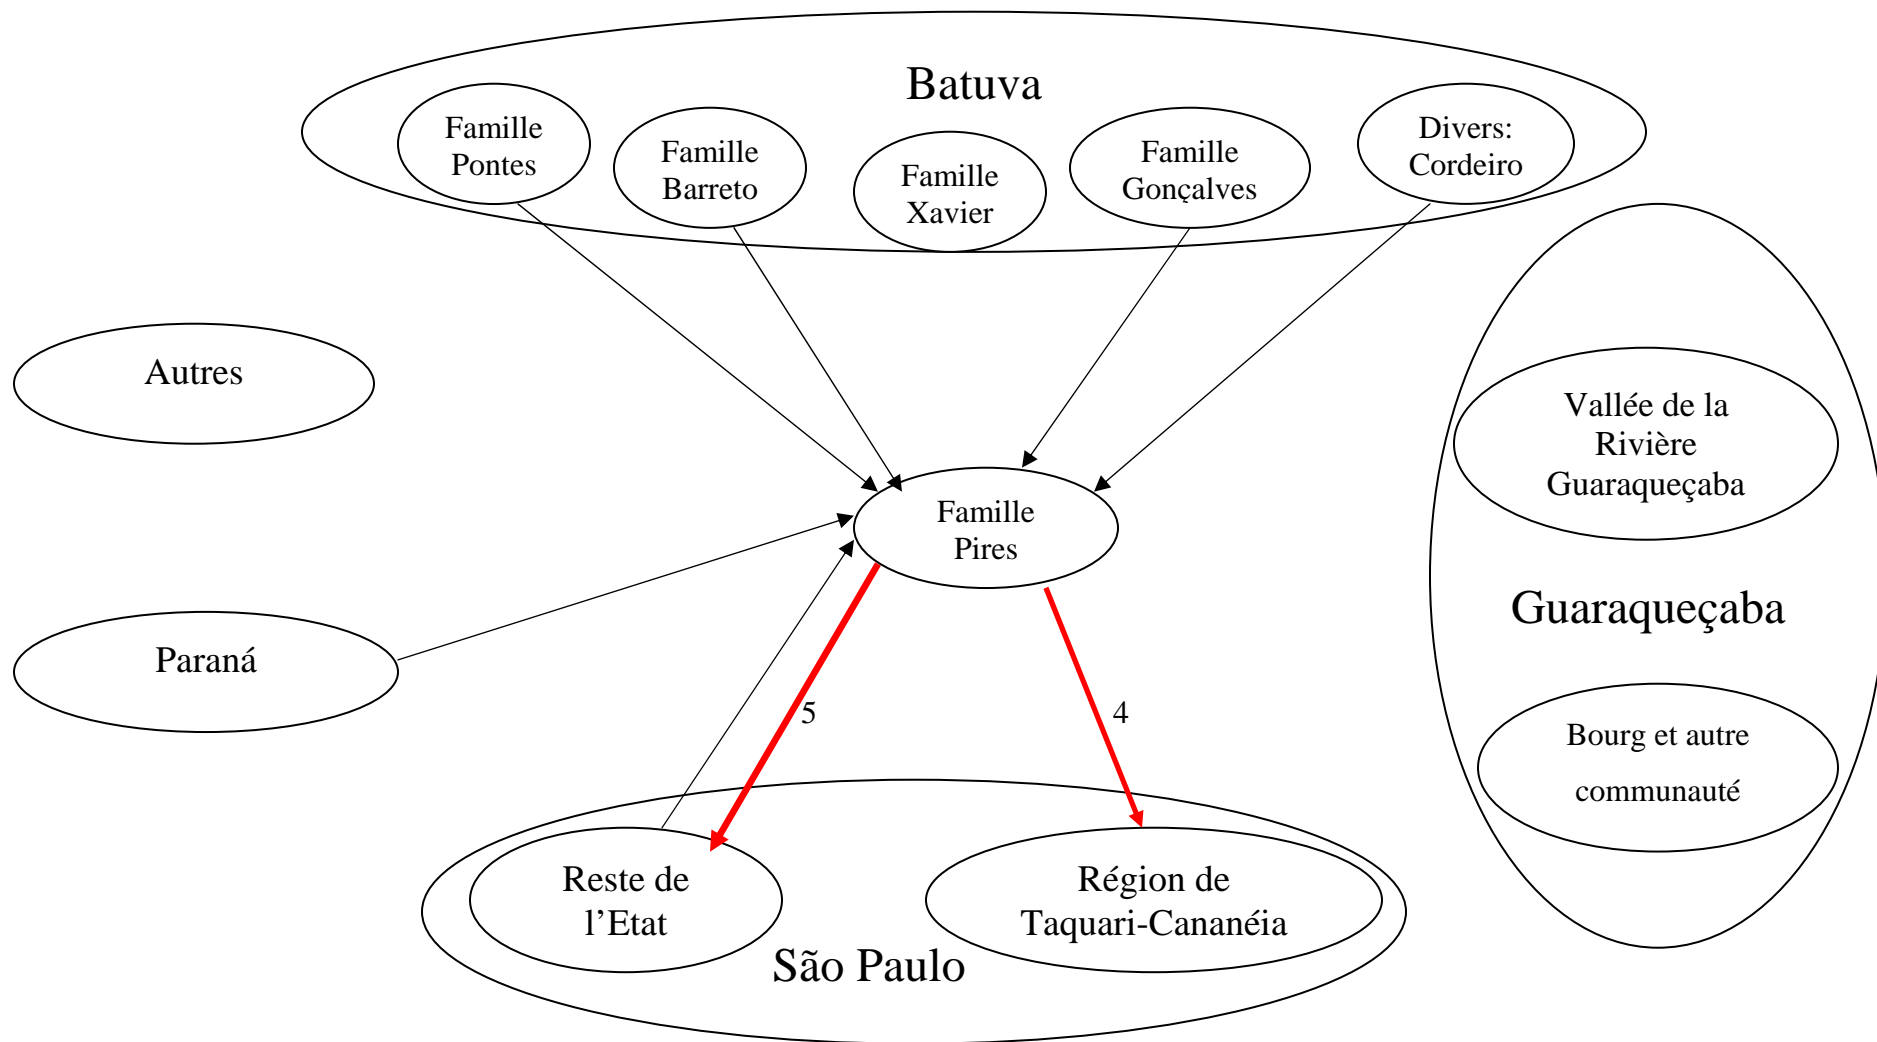 Batuva
Famille
Pontes
Famille
Barreto
Famille
Xavier
Famille
Gonçalves
Divers:
Cordeiro
Autres
Vallée de la
Rivière
Guaraqueçaba
Famille
Pires
Guaraqueçaba
Paraná
5
4
Bourg et autre
communauté
Reste de
l’Etat
Région de
Taquari-Cananéia
São Paulo